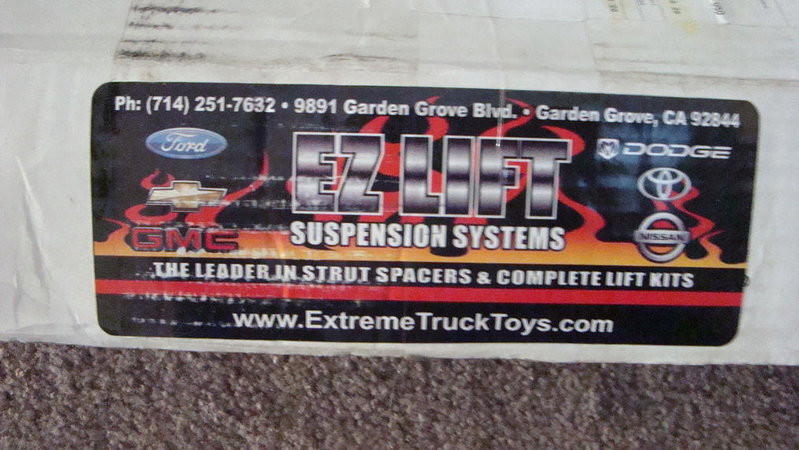 Ph: (714) 251-7632 • 9891 Garden Grove Blvd. • Garden Grove, CA 92844
Ford
GMC
EZ LIFT
SUSPENSION SYSTEMS
DODGE
NISSAN
THE LEADER IN STRUT SPACERS & COMPLETE LIFT KITS
www.ExtremeTruckToys.com